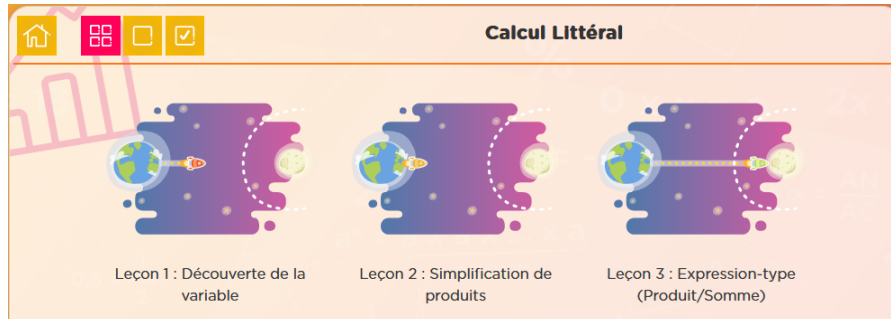 Calcul Littéral
Leçon 1 : Découverte de la
variable
Leçon 2 : Simplification de
produits
Leçon 3 : Expression-type
(Produit/Somme)